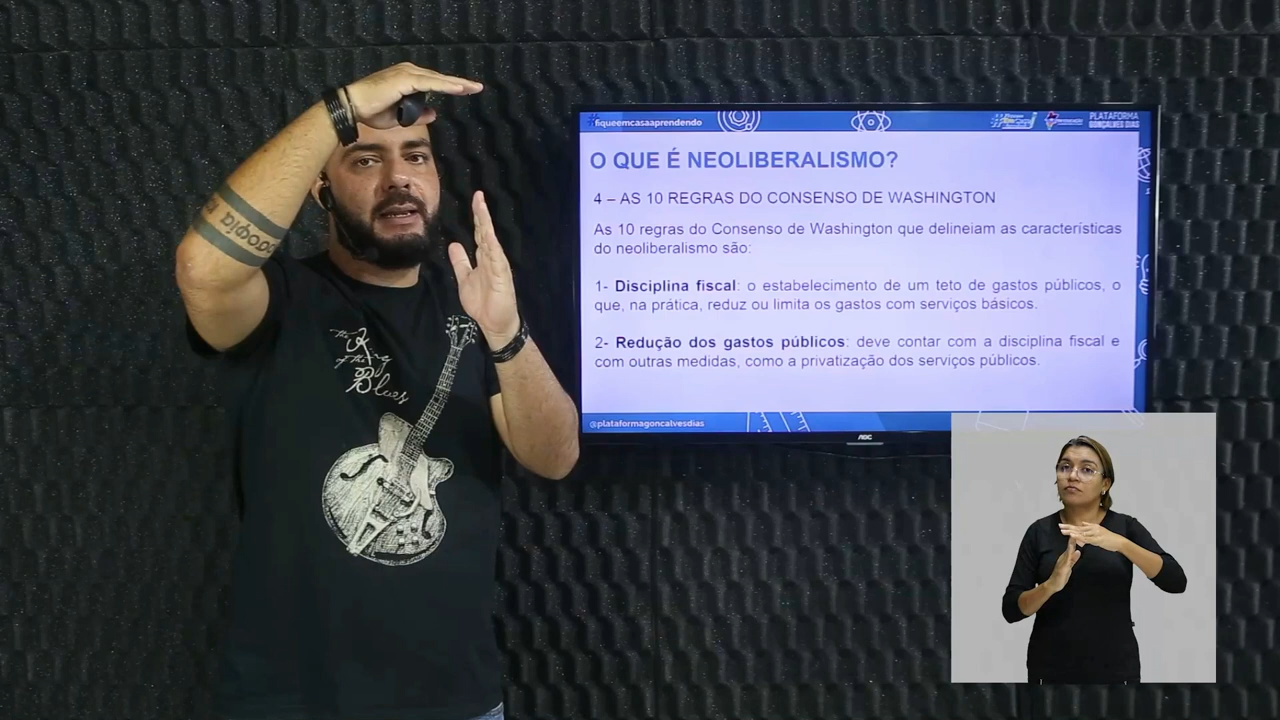 #fiqueemcasaaprendendo
PLATAFORMA
GONÇALVES DIAS
O QUE É NEOLIBERALISMO?
4 – AS 10 REGRAS DO CONSENSO DE WASHINGTON
As 10 regras do Consenso de Washington que delineiam as características
do neoliberalismo são:
1- Disciplina fiscal: o estabelecimento de um teto de gastos públicos, o
que, na prática, reduz ou limita os gastos com serviços básicos.
2- Redução dos gastos públicos: deve contar com a disciplina fiscal e
com outras medidas, como a privatização dos serviços públicos.
@plataformagoncalvesdias
AOC
the
King
of the
Blues